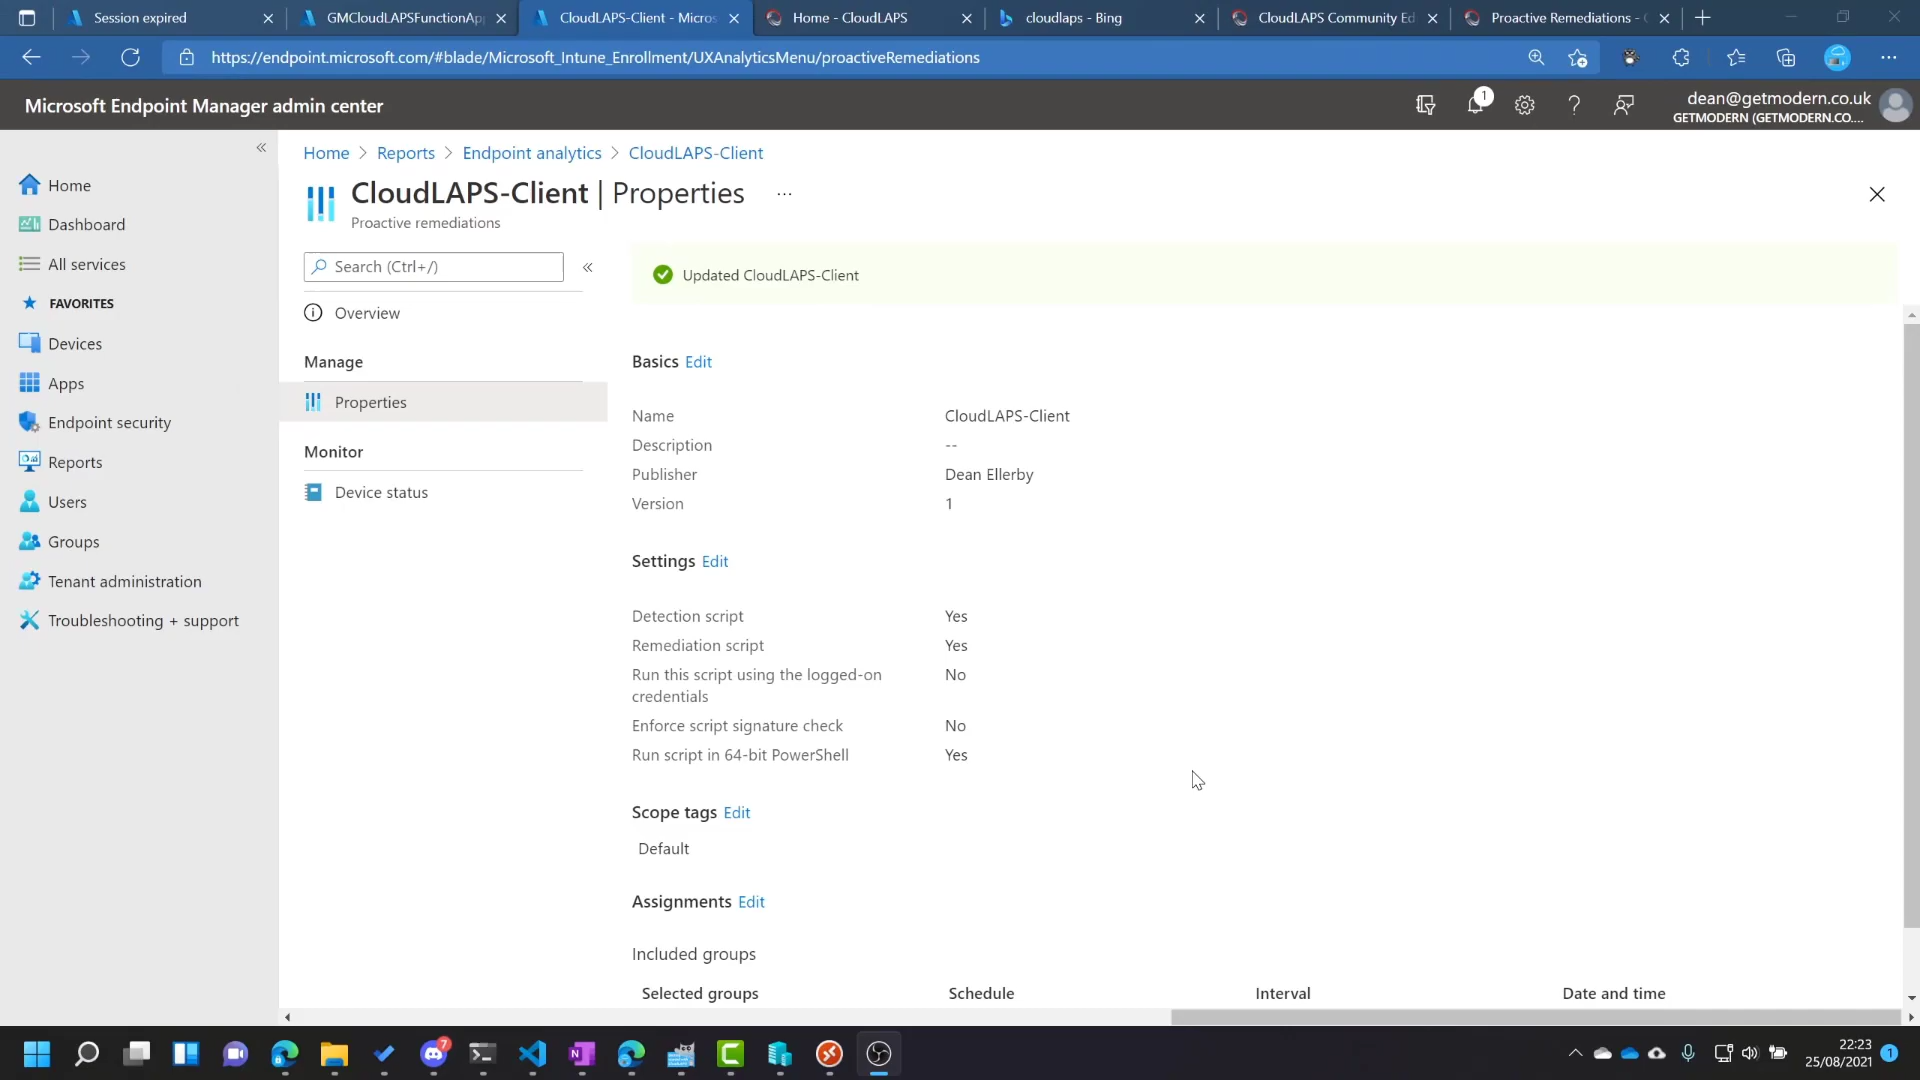 Session expired
GMCloudLAPSFunctionApp
CloudLAPS-Client - Micros
Home - CloudLAPS
cloudlaps - Bing
CloudLAPS Community Ed
Proactive Remediations -
https://endpoint.microsoft.com/#blade/Microsoft_Intune_Enrollment/UXAnalyticsMenu/proactiveRemediations
Microsoft Endpoint Manager admin center
1
dean@getmodern.co.uk
GETMODERN (GETMODERN.CO....
Home > Reports > Endpoint analytics > CloudLAPS-Client
CloudLAPS-Client | Properties ...
Proactive remediations
Search (Ctrl+/)
Overview
Manage
Properties
Monitor
Device status
Home
Dashboard
All services
FAVORITES
Devices
Apps
Endpoint security
Reports
Users
Groups
Tenant administration
Troubleshooting + support
Updated CloudLAPS-Client
Basics Edit
Name CloudLAPS-Client
Description --
Publisher Dean Ellerby
Version 1
Settings Edit
Detection script Yes
Remediation script Yes
Run this script using the logged-on No
credentials
Enforce script signature check No
Run script in 64-bit PowerShell Yes
Scope tags Edit
Default
Assignments Edit
Included groups
Selected groups Schedule Interval Date and time
7
22:23
25/08/2021
1